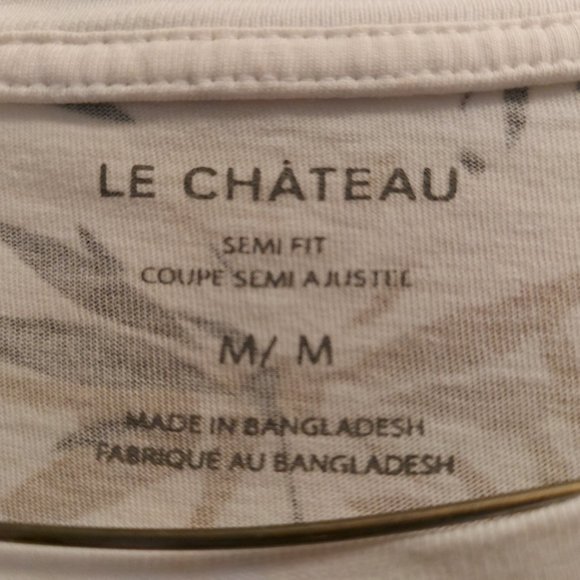 LE CHÂTEAU
SEMI FIT
COUPE SEMI AJUSTÉE
M/ M
MADE IN BANGLADESH
FABRIQUÉ AU BANGLADESH